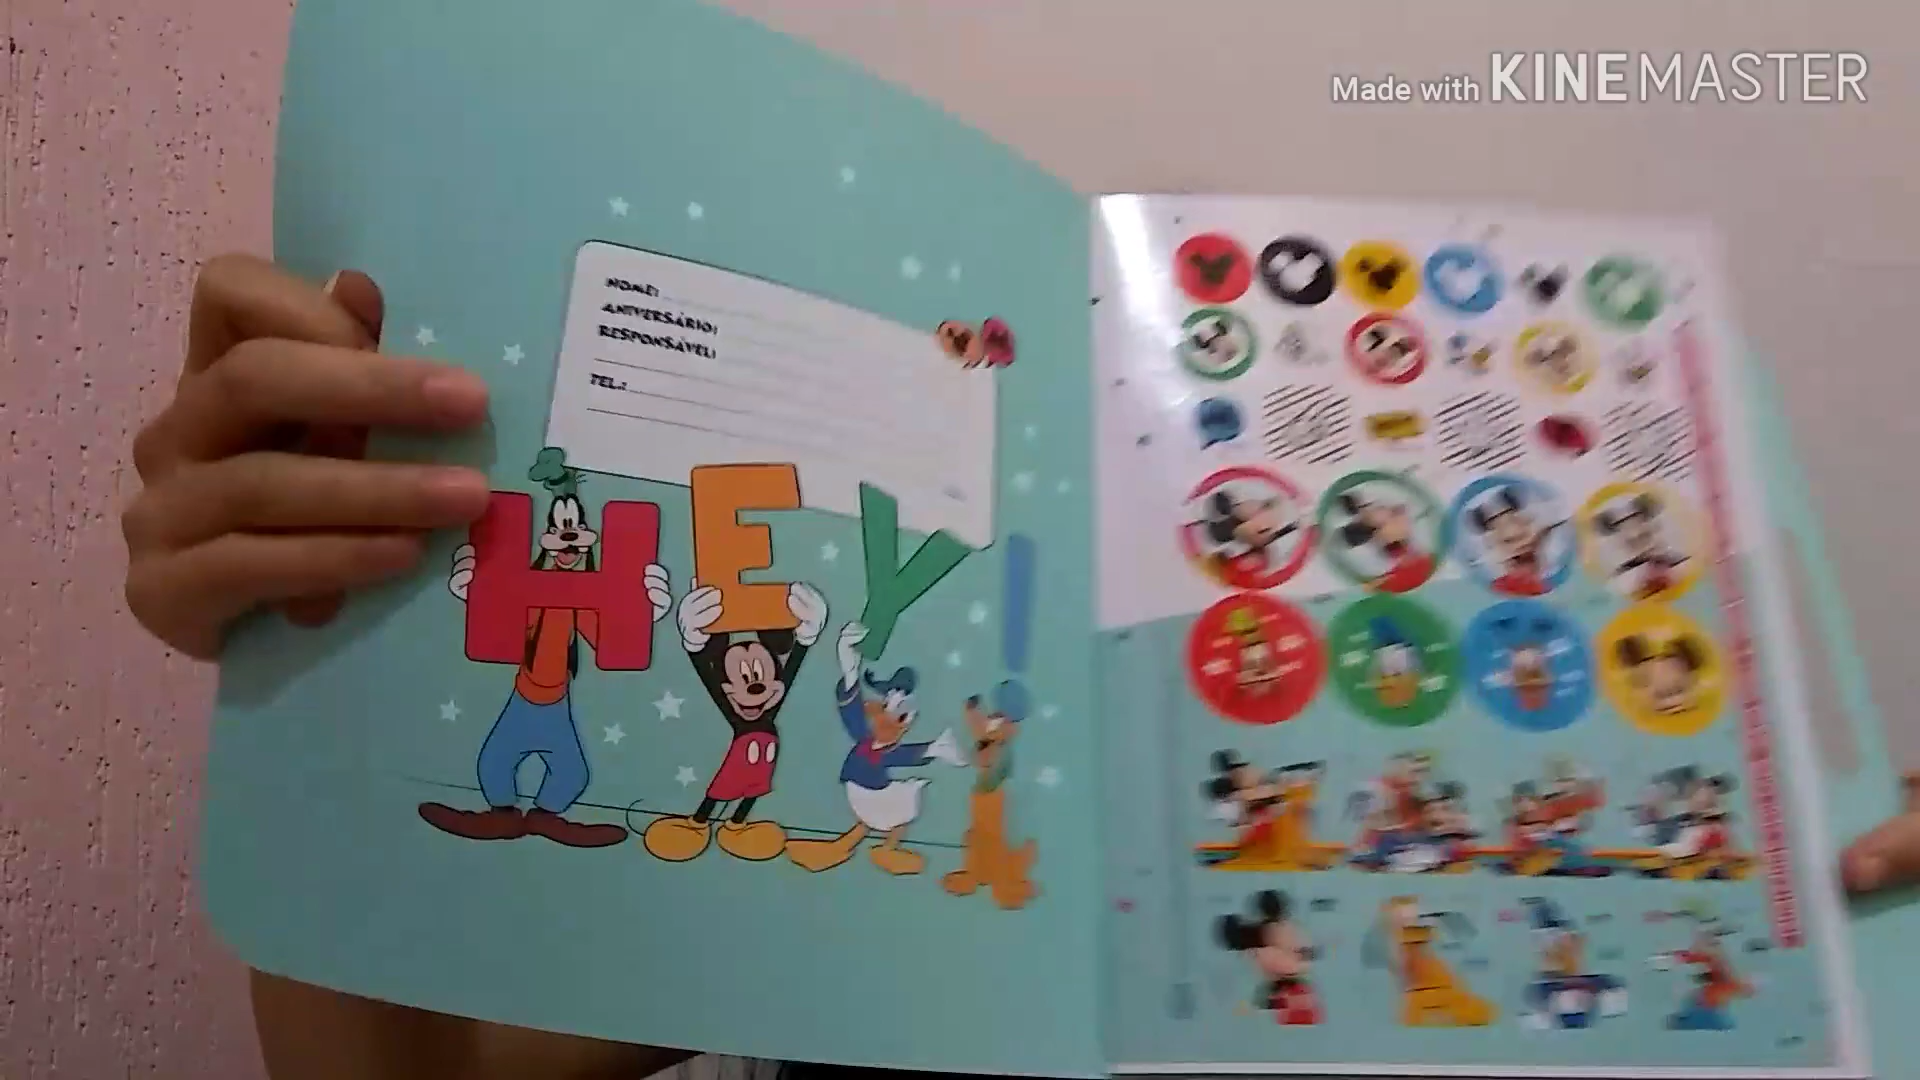 Made with KINEMASTER
NOME:
ANIVERSÁRIO:
RESPONSÁVEL:
TEL.:
HEY!